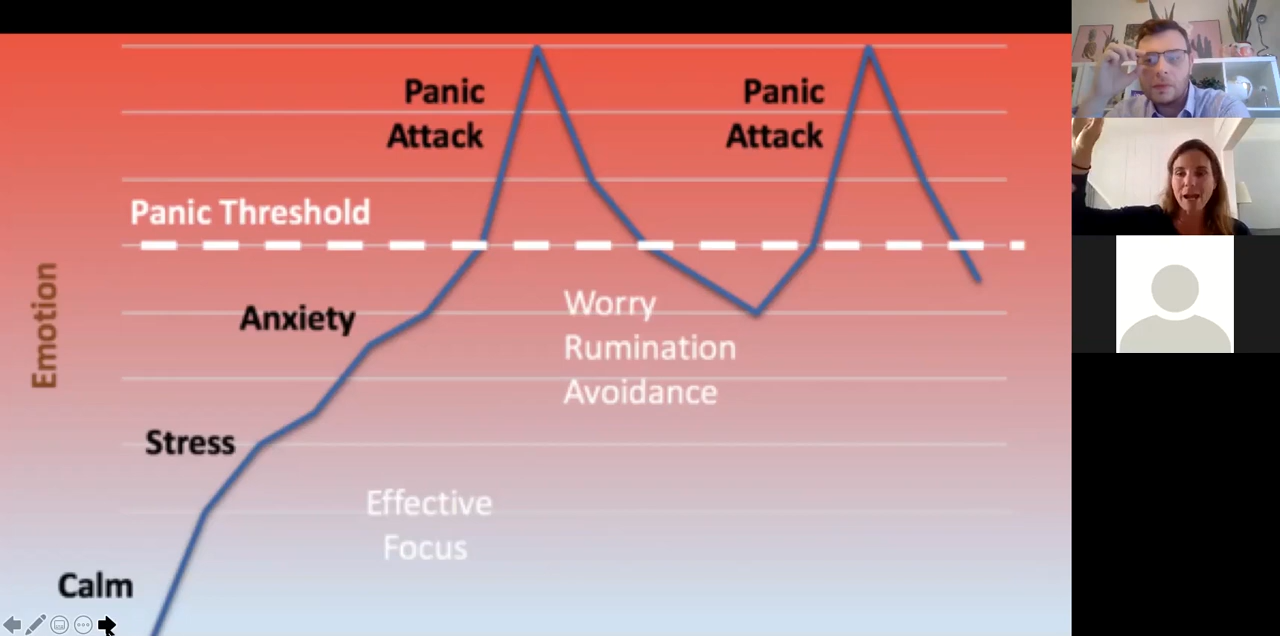 Panic
Attack
Panic
Attack
Panic Threshold
Emotion
Anxiety
Worry
Rumination
Avoidance
Stress
Effective
Focus
Calm